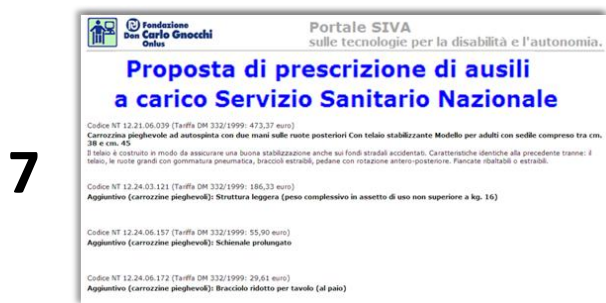 Fondazione
Don Carlo Gnocchi
Onlus
Portale SIVA
sulle tecnologie per la disabilità e l'autonomia.
Proposta di prescrizione di ausili
a carico Servizio Sanitario Nazionale
7
Codice NT 12.21.06.039 (Tariffa DM 332/1999: 473,37 euro)
Carrozzina pieghevole ad autospinta con due mani sulle ruote posteriori Con telaio stabilizzante Modello per adulti con sedile compreso tra cm.
38 e cm. 45
Il telaio è costruito in modo da assicurare una buona stabilizzazione anche sui fondi stradali accidentati. Caratteristiche identiche alla precedente tranne: il
telaio, le ruote grandi con gommatura pneumatica, braccioli estraibili, pedane con rotazione antero-posteriore. Fiancate ribaltabili o estraibili.
Codice NT 12.24.03.121 (Tariffa DM 332/1999: 186,33 euro)
Aggiuntivo (carrozzine pieghevoli): Struttura leggera (peso complessivo in assetto di uso non superiore a kg. 16)
Codice NT 12.24.06.157 (Tariffa DM 332/1999: 55,90 euro)
Aggiuntivo (carrozzine pieghevoli): Schienale prolungato
Codice NT 12.24.06.172 (Tariffa DM 332/1999: 29,61 euro)
Aggiuntivo (carrozzine pieghevoli): Bracciolo ridotto per tavolo (al paio)